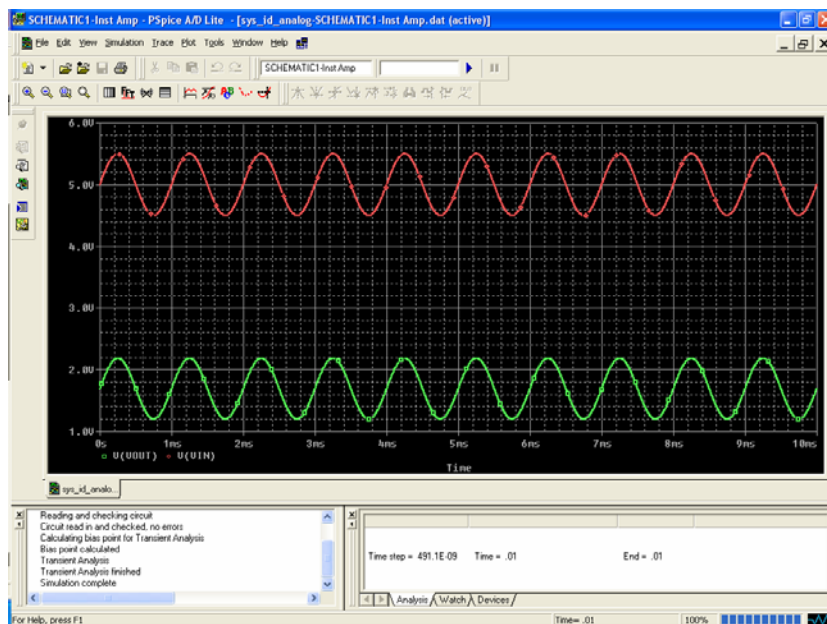 SCHEMATIC1-Inst Amp - PSpice A/D Lite - [sys_id_analog-SCHEMATIC1-Inst Amp.dat (active)]
File Edit View Simulation Trace Plot Tools Window Help
SCHEMATIC1-Inst Amp
6.0V
5.0V
4.0V
3.0V
2.0V
1.0V
0s 1ms 2ms 3ms 4ms 5ms 6ms 7ms 8ms 9ms 10ms
V(VOUT) V(VIN)
Time
sys_id_analo...
Reading and checking circuit
Circuit read in and checked, no errors
Calculating bias point for Transient Analysis
Bias point calculated
Transient Analysis
Transient Analysis finished
Simulation complete
Time step = 491.1E-09 Time = .01 End = .01
Analysis Watch Devices
For Help, press F1
Time= .01 100%